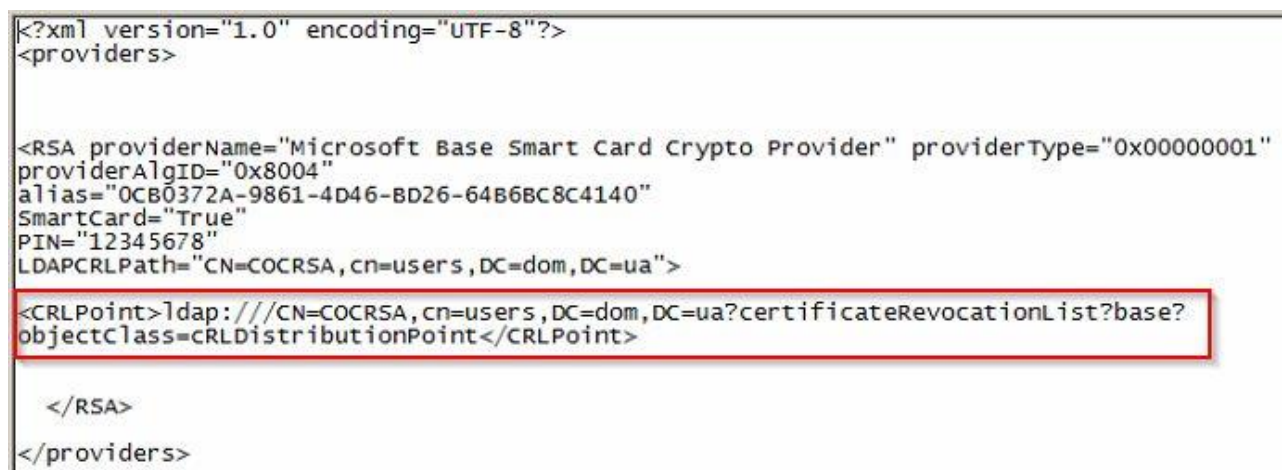 <?xml version="1.0" encoding="UTF-8"?>
<providers>
<RSA providerName="Microsoft Base Smart Card Crypto Provider" providerType="0x00000001"
providerAlgID="0x8004"
alias="0CB0372A-9861-4D46-BD26-64B6BC8C4140"
SmartCard="True"
PIN="12345678"
LDAPCRLPath="CN=COCRSA,cn=users,DC=dom,DC=ua">
<CRLPoint>ldap:///CN=COCRSA,cn=users,DC=dom,DC=ua?certificateRevocationList?base?
objectClass=cRLDistributionPoint</CRLPoint>
</RSA>
</providers>